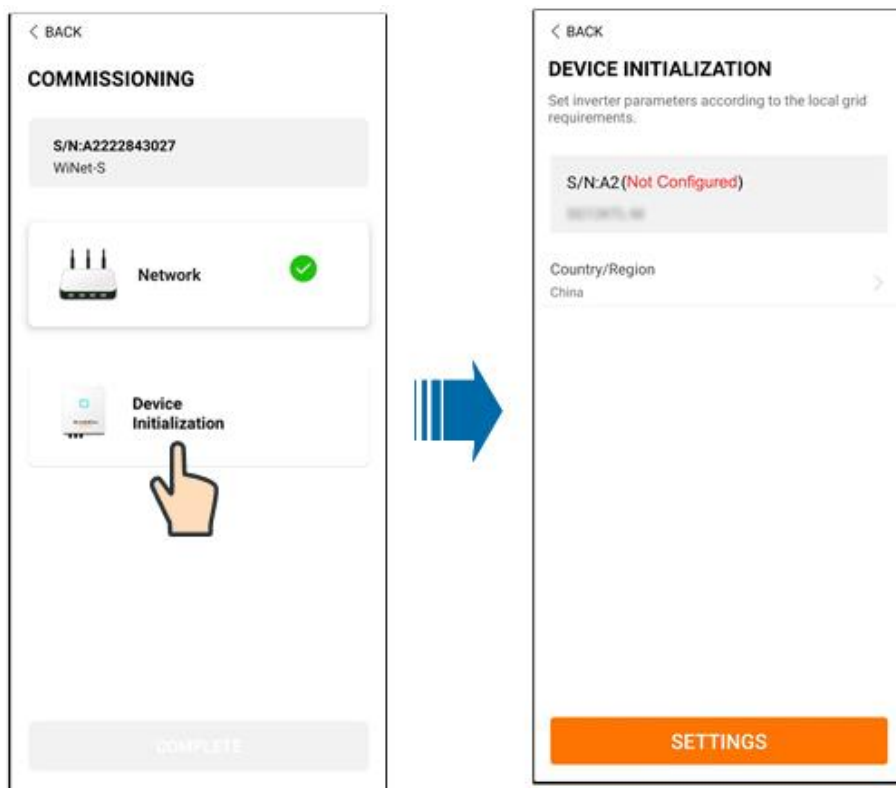 < BACK
COMMISSIONING
S/N:A2222843027
WiNet-S
Network
Device
Initialization
COMPLETE
< BACK
DEVICE INITIALIZATION
Set inverter parameters according to the local grid
requirements.
S/N:A2(Not Configured)
Country/Region
China
SETTINGS